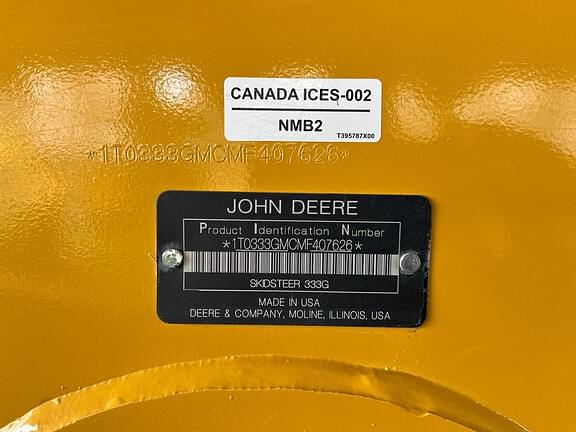 CANADA ICES-002
NMB2
T395787X00
*1T0333GMCMF407626*
JOHN DEERE
Product Identification Number
*1T0333GMCMF407626*
SKIDSTEER 333G
MADE IN USA
DEERE & COMPANY, MOLINE, ILLINOIS, USA